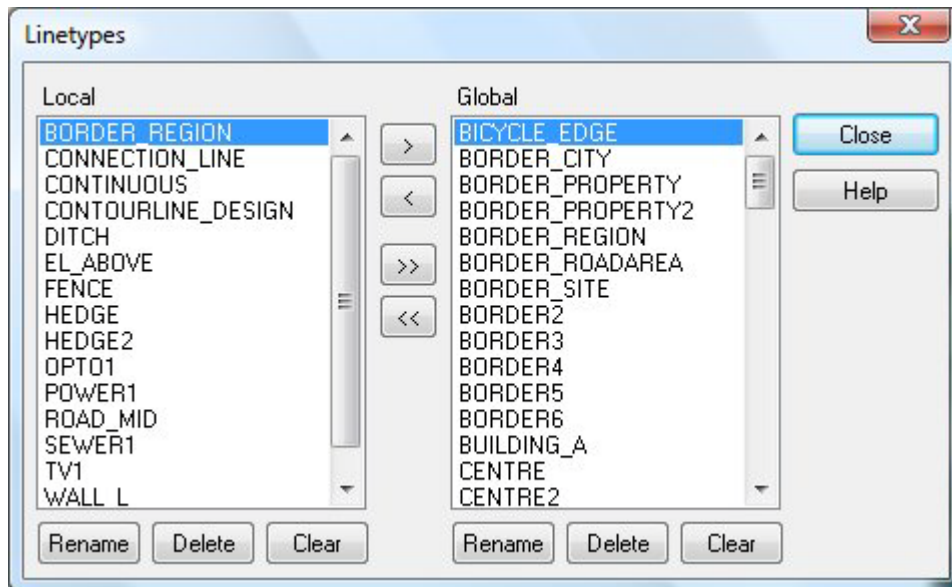 Linetypes
Local
BORDER_REGION
CONNECTION_LINE
CONTINUOUS
CONTOURLINE_DESIGN
DITCH
EL_ABOVE
FENCE
HEDGE
HEDGE2
OPTO1
POWER1
ROAD_MID
SEWER1
TV1
WALL_L
Rename Delete Clear
>
<
>>
<<
Global
BICYCLE_EDGE
BORDER_CITY
BORDER_PROPERTY
BORDER_PROPERTY2
BORDER_REGION
BORDER_ROADAREA
BORDER_SITE
BORDER2
BORDER3
BORDER4
BORDER5
BORDER6
BUILDING_A
CENTRE
CENTRE2
Rename Delete Clear
Close
Help